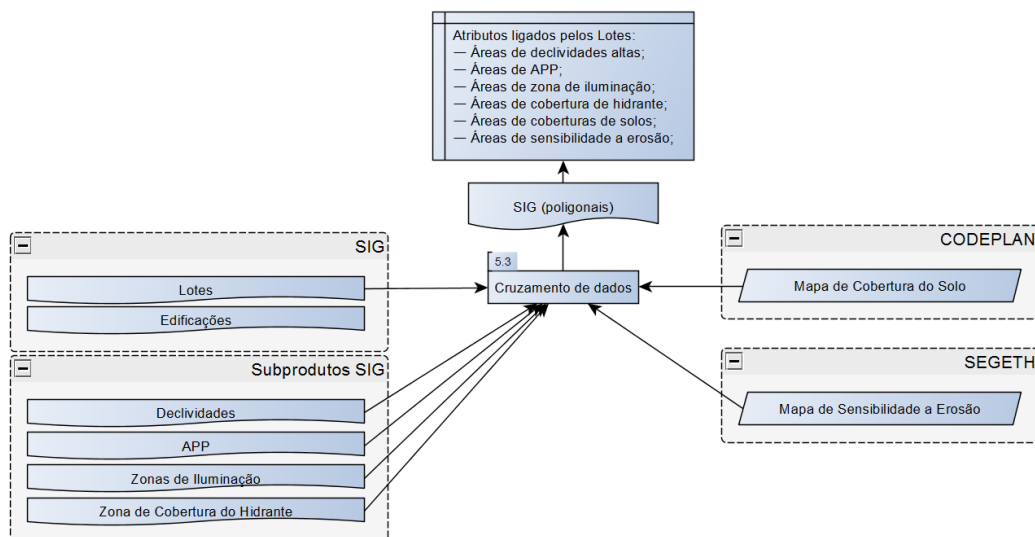 Atributos ligados pelos Lotes:
— Áreas de declividades altas;
— Áreas de APP;
— Áreas de zona de iluminação;
— Áreas de cobertura de hidrante;
— Áreas de coberturas de solos;
— Áreas de sensibilidade a erosão;
SIG (poligonais)
5.3
Cruzamento de dados
SIG
Lotes
Edificações
Subprodutos SIG
Declividades
APP
Zonas de Iluminação
Zona de Cobertura do Hidrante
CODEPLAN
Mapa de Cobertura do Solo
SEGETH
Mapa de Sensibilidade a Erosão